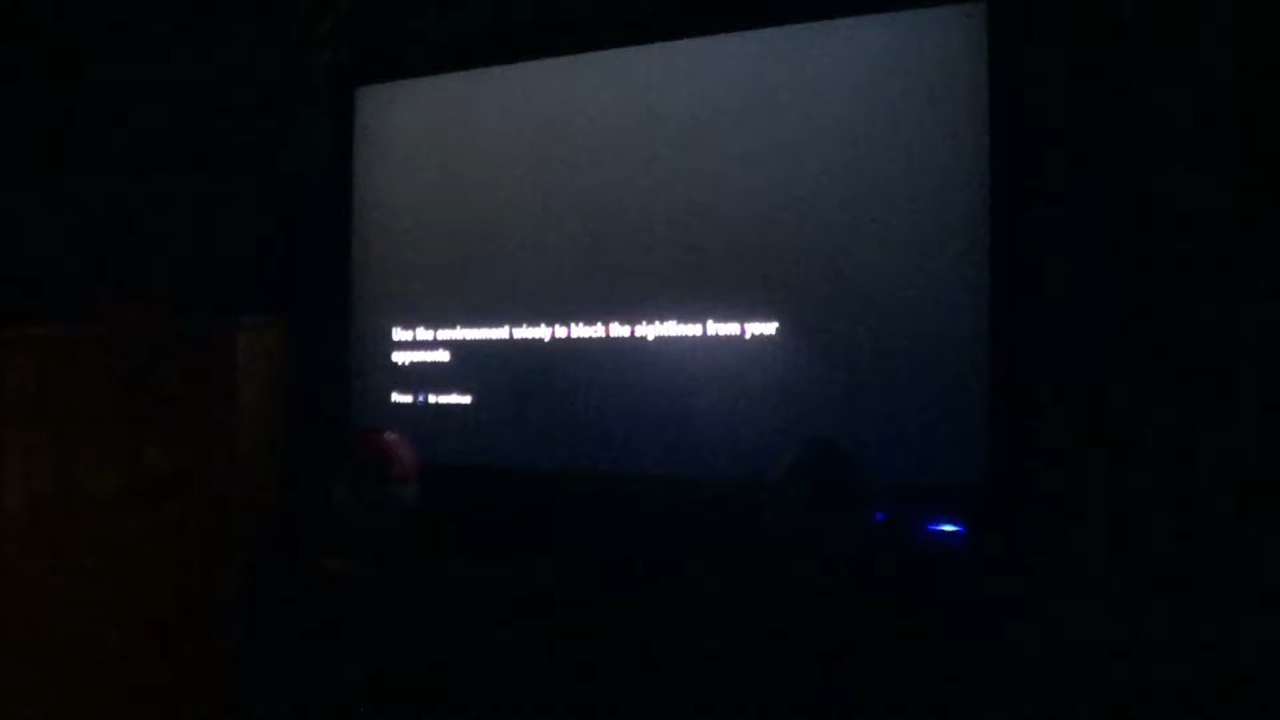 Use the environment wisely to block the sightlines from your
opponents
Press to continue